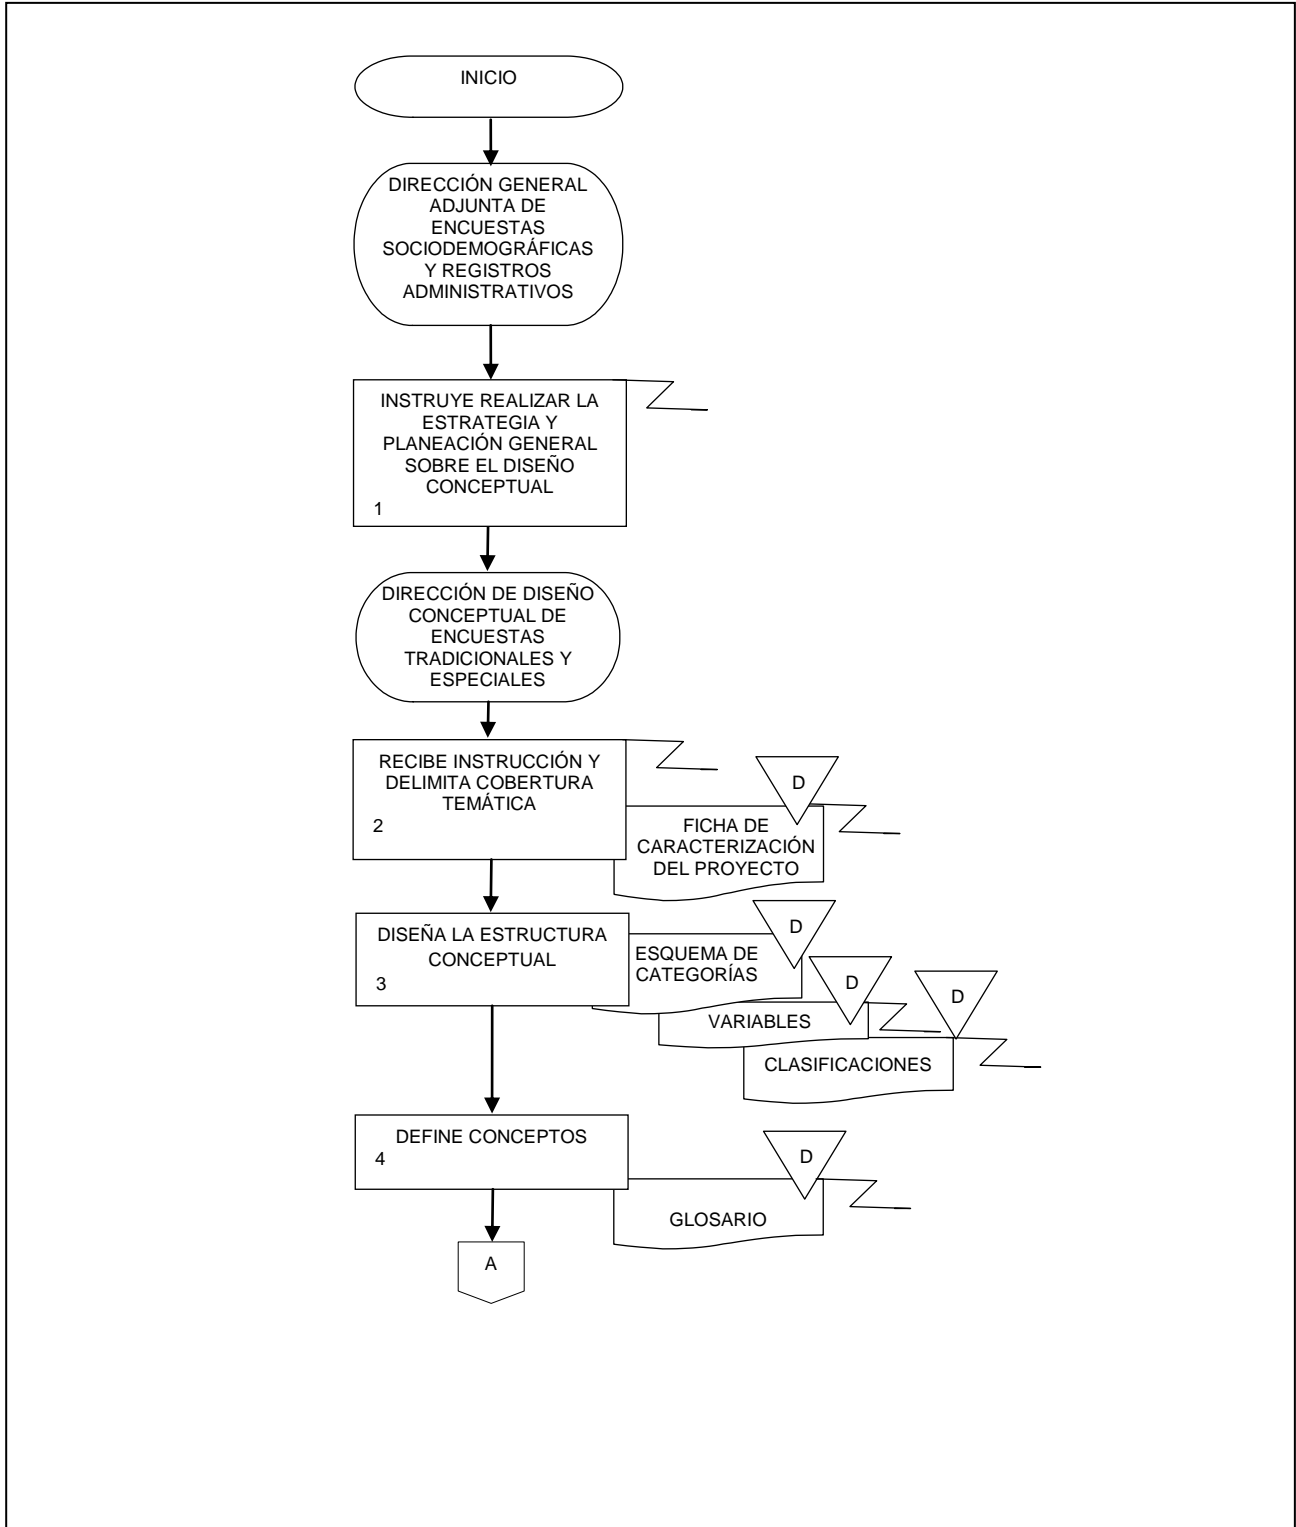 INICIO
DIRECCIÓN GENERAL
ADJUNTA DE
ENCUESTAS
SOCIODEMOGRÁFICAS
Y REGISTROS
ADMINISTRATIVOS
INSTRUYE REALIZAR LA
ESTRATEGIA Y
PLANEACIÓN GENERAL
SOBRE EL DISEÑO
CONCEPTUAL
1
DIRECCIÓN DE DISEÑO
CONCEPTUAL DE
ENCUESTAS
TRADICIONALES Y
ESPECIALES
RECIBE INSTRUCCIÓN Y
DELIMITA COBERTURA
TEMÁTICA
2
D
FICHA DE
CARACTERIZACIÓN
DEL PROYECTO
DISEÑA LA ESTRUCTURA
CONCEPTUAL
3
D
ESQUEMA DE
CATEGORÍAS
D
VARIABLES
D
CLASIFICACIONES
DEFINE CONCEPTOS
4
D
GLOSARIO
A